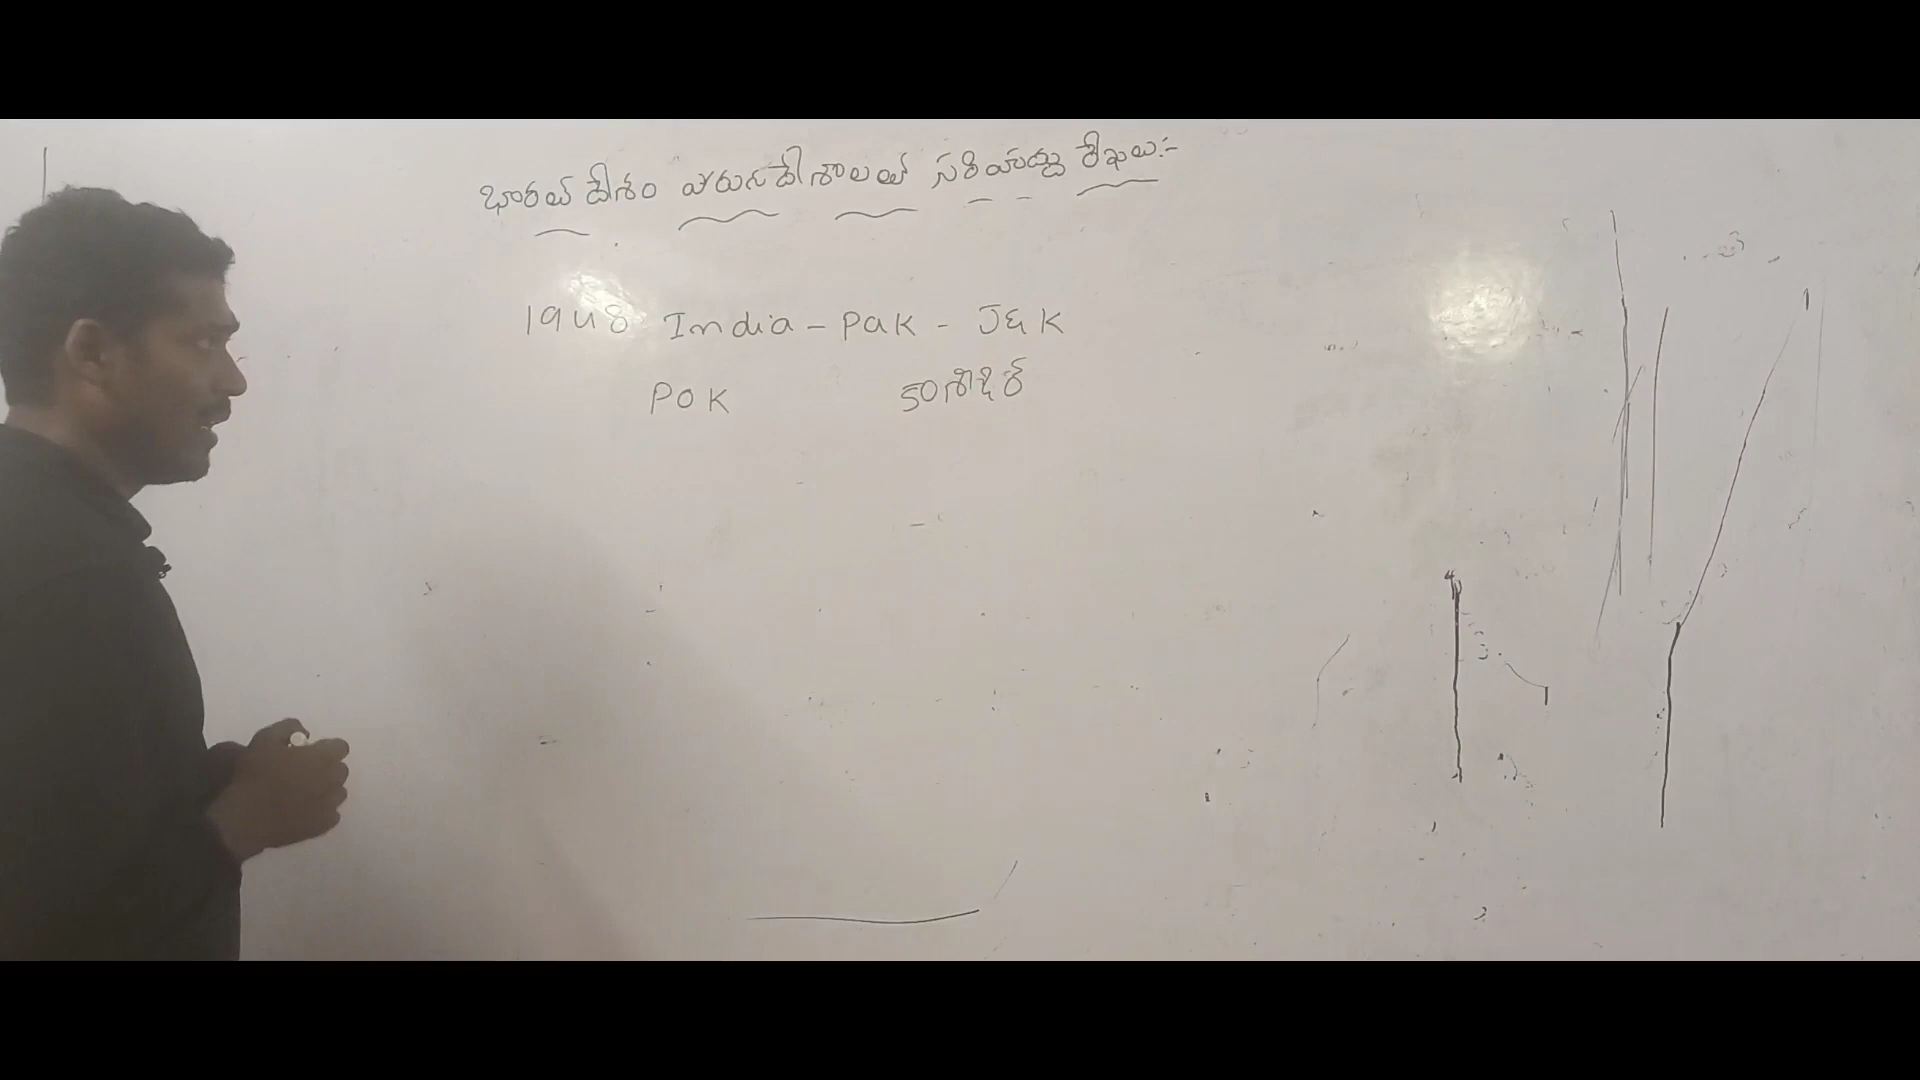 భారత్ దేశం పొరుగుదేశాలతో సరిహద్దు రేఖలు:-
1948 India - Pak - J&K
POK కాశ్మీర్